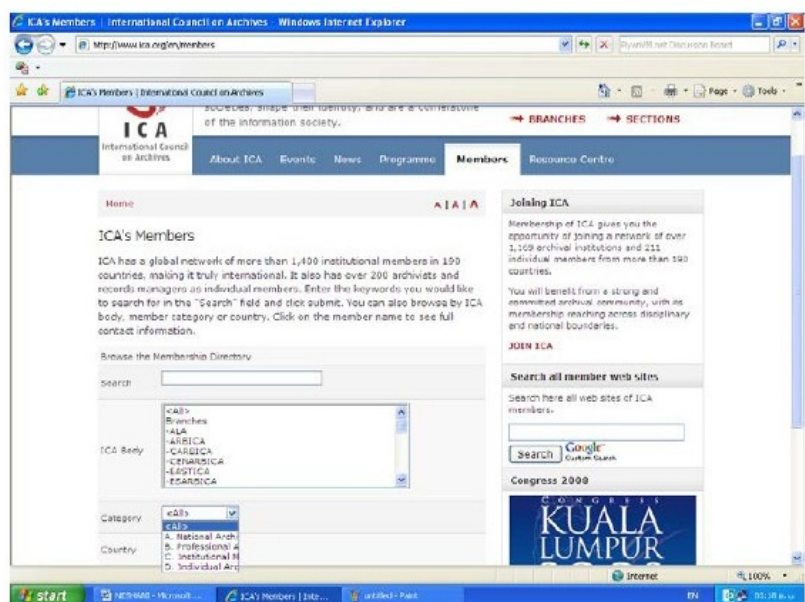 ICA's Members | International Council on Archives - Windows Internet Explorer
http://www.ica.org/en/members
ICA's Members | International Council on Archives
Page
Tools
societies, shape their identity, and are a cornerstone
of the information society.
BRANCHES
SECTIONS
ICA
International Council
on Archives
About ICA
Events
News
Programme
Members
Resource Centre
Home
A | A | A
ICA's Members
ICA has a global network of more than 1,400 institutional members in 190
countries, making it truly international. It also has over 200 archivists and
records managers as individual members. Enter the keywords you would like
to search for in the "Search" field and click submit. You can also browse by ICA
body, member category or country. Click on the member name to see full
contact information.
Browse the Membership Directory
Search
ICA Body
<All>
Branches
-ALA
-ARBICA
-CARBICA
-CENARBICA
-EASTICA
-ESARBICA
Category
<All>
<All>
A. National Archi
B. Professional A
C. Institutional M
D. Individual Arc
Country
Joining ICA
Membership of ICA gives you the
opportunity of joining a network of over
1,169 archival institutions and 211
individual members from more than 190
countries.
You will benefit from a strong and
committed archival community, with its
membership reaching across disciplinary
and national boundaries.
JOIN ICA
Search all member web sites
Search here all web sites of ICA
members.
Search
Google
Custom Search
Congress 2008
CONGRESS
KUALA
LUMPUR
Internet
100%
start
ICA's Members | Inte...
untitled - Paint
EN